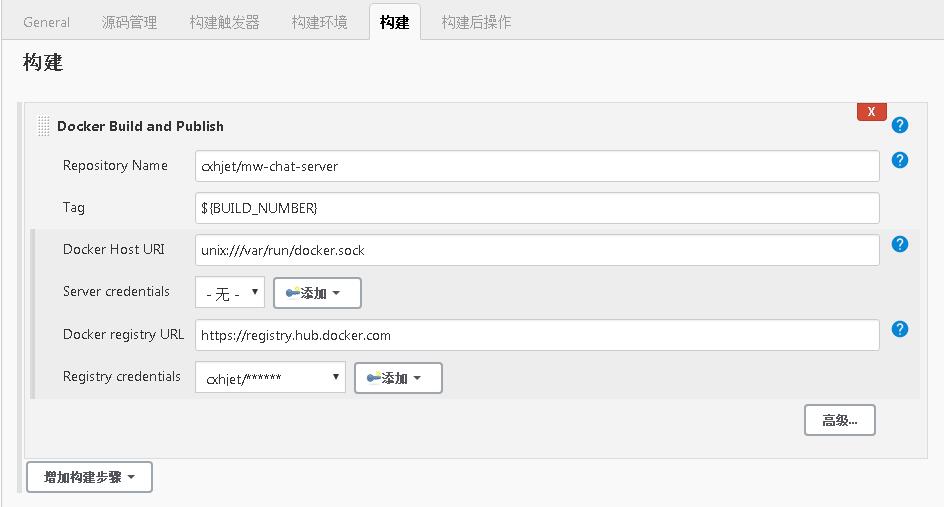 General 源码管理 构建触发器 构建环境 构建 构建后操作
构建
X
Docker Build and Publish
Repository Name cxhjet/mw-chat-server
Tag ${BUILD_NUMBER}
Docker Host URI unix:///var/run/docker.sock
Server credentials - 无 - 添加
Docker registry URL https://registry.hub.docker.com
Registry credentials cxhjet/****** 添加
高级...
增加构建步骤